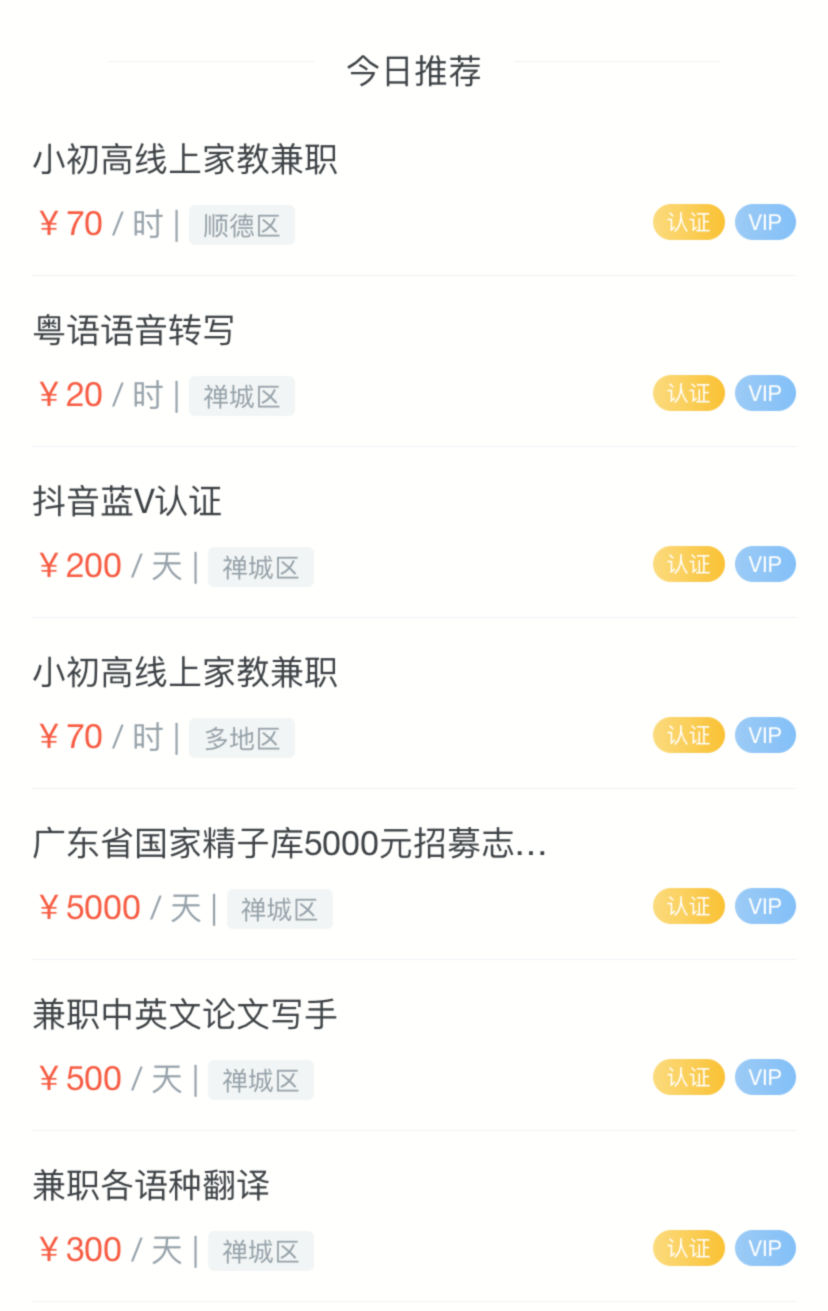 今日推荐
小初高线上家教兼职
￥70 / 时 | 顺德区 认证 VIP
粤语语音转写
￥20 / 时 | 禅城区 认证 VIP
抖音蓝V认证
￥200 / 天 | 禅城区 认证 VIP
小初高线上家教兼职
￥70 / 时 | 多地区 认证 VIP
广东省国家精子库5000元招募志...
￥5000 / 天 | 禅城区 认证 VIP
兼职中英文论文写手
￥500 / 天 | 禅城区 认证 VIP
兼职各语种翻译
￥300 / 天 | 禅城区 认证 VIP